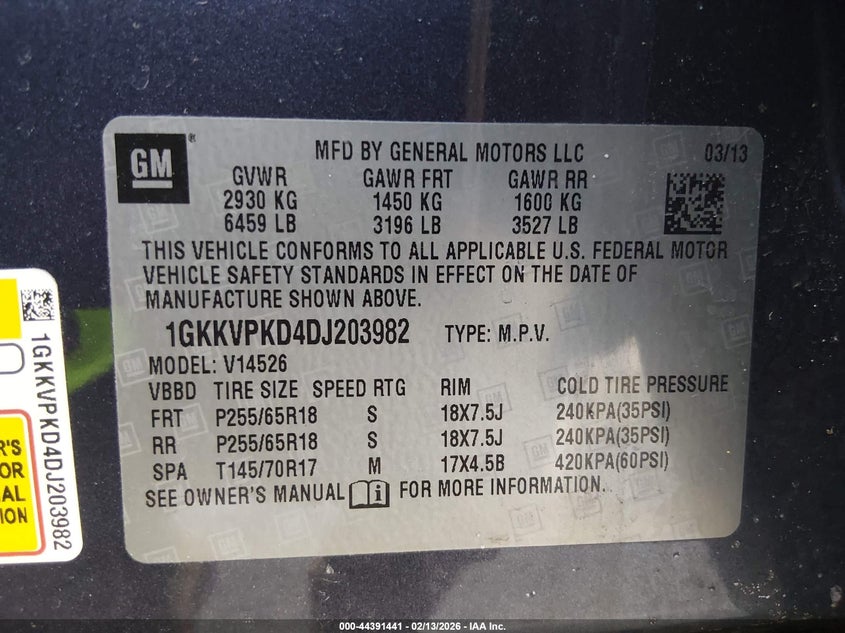 GM
MFD BY GENERAL MOTORS LLC 03/13
GVWR GAWR FRT GAWR RR
2930 KG 1450 KG 1600 KG
6459 LB 3196 LB 3527 LB
THIS VEHICLE CONFORMS TO ALL APPLICABLE U.S. FEDERAL MOTOR
VEHICLE SAFETY STANDARDS IN EFFECT ON THE DATE OF
MANUFACTURE SHOWN ABOVE.
1GKKVPKD4DJ203982 TYPE: M.P.V.
MODEL: V14526
VBBD TIRE SIZE SPEED RTG RIM COLD TIRE PRESSURE
FRT P255/65R18 S 18X7.5J 240KPA(35PSI)
RR P255/65R18 S 18X7.5J 240KPA(35PSI)
SPA T145/70R17 M 17X4.5B 420KPA(60PSI)
SEE OWNER'S MANUAL FOR MORE INFORMATION.
1GKKVPKD4DJ203982
R'S
OR
AL
ION
000-44391441 - 02/13/2026 - IAA Inc.